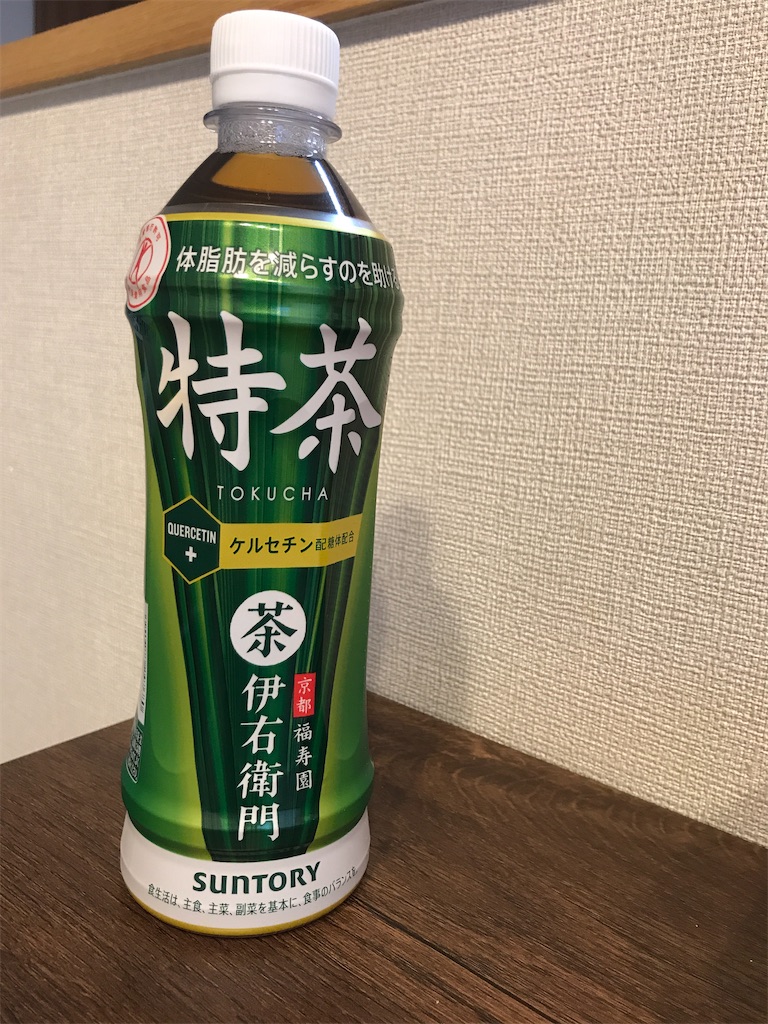 体脂肪を減らすのを助ける
特茶
TOKUCHA
QUERCETIN
+
ケルセチン配糖体配合
茶
京都
福寿園
伊右衛門
SUNTORY
食生活は、主食、主菜、副菜を基本に、食事のバランスを